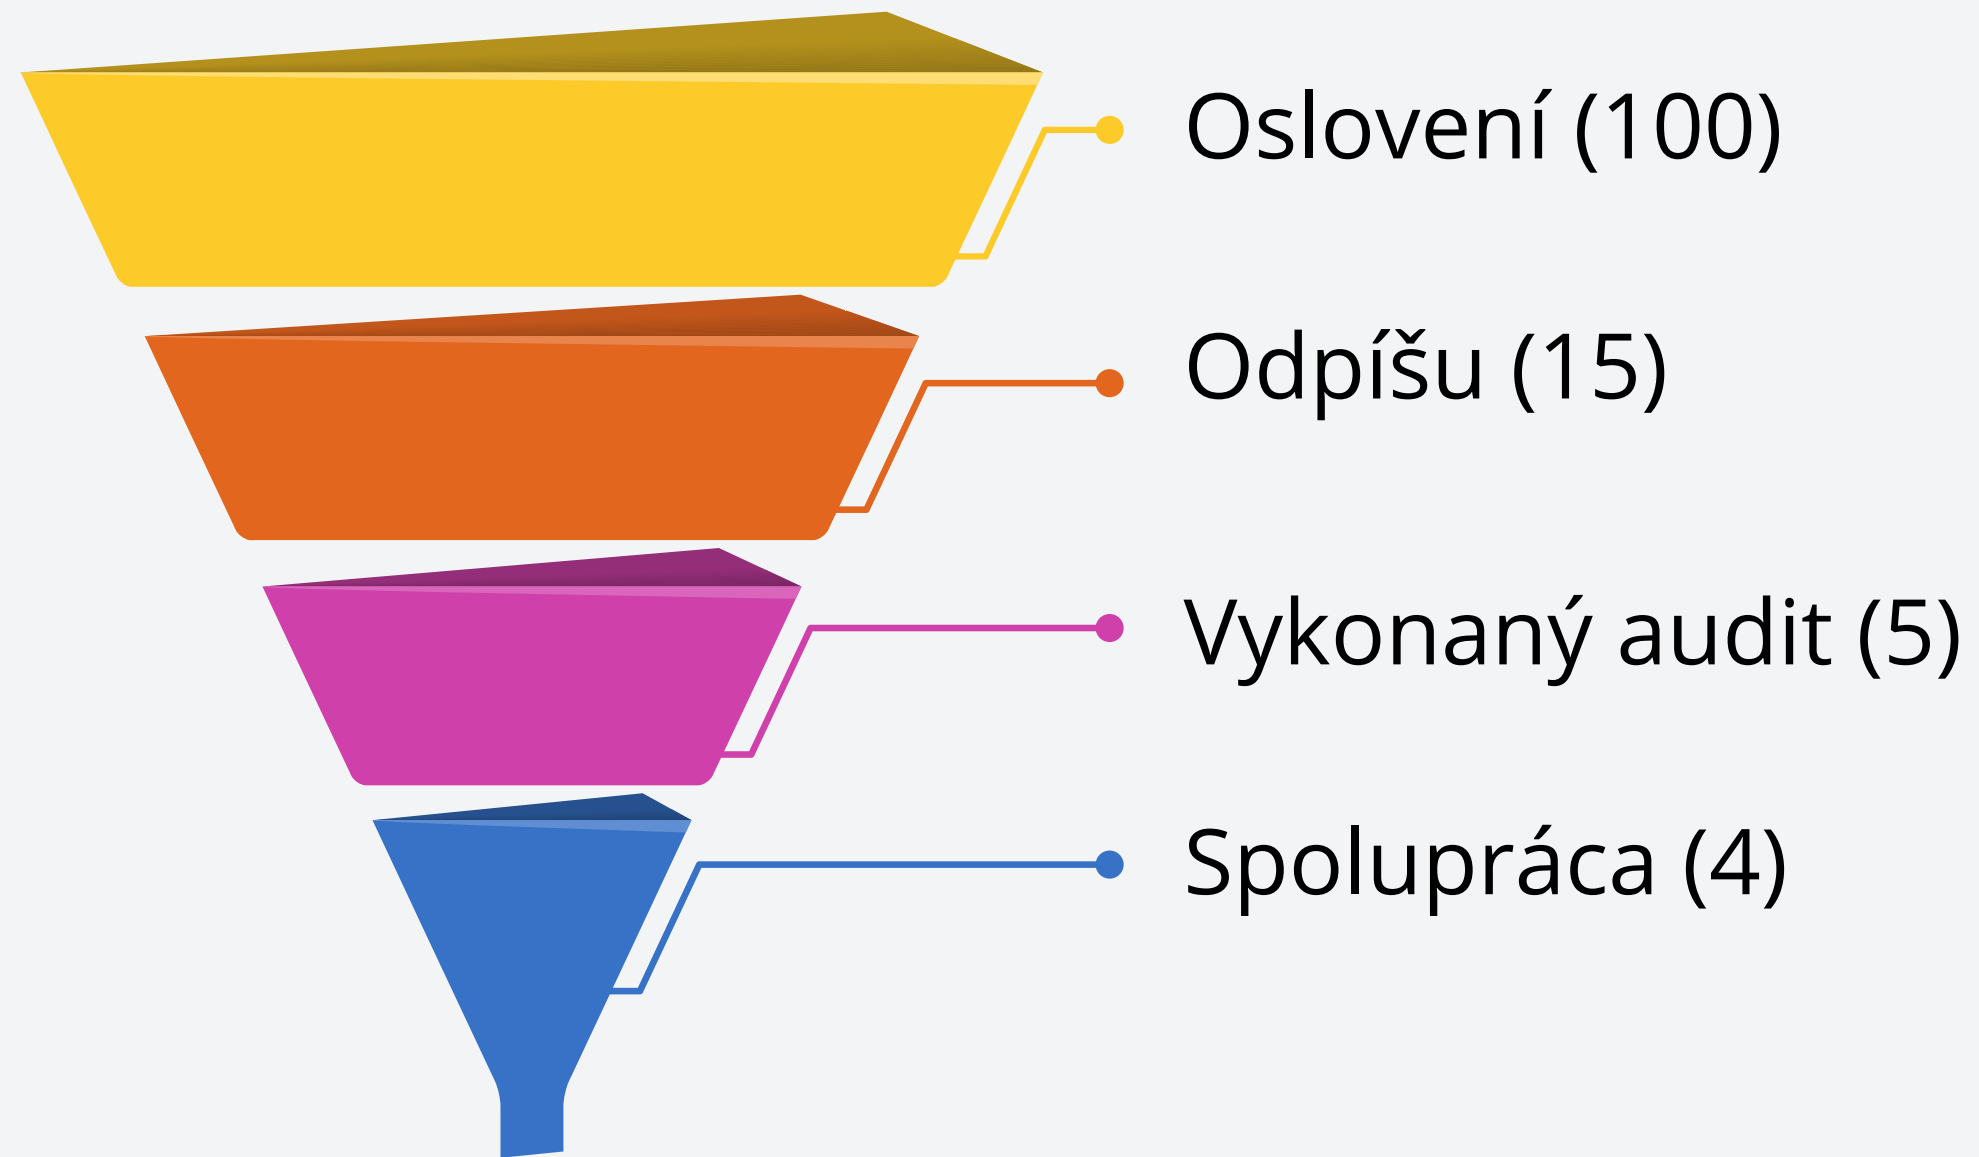 Oslovení (100)
Odpíšu (15)
Vykonaný audit (5)
Spolupráca (4)